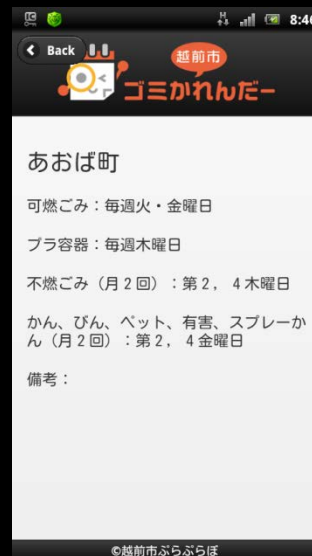 8:46
Back
越前市
ゴミかれんだー
あおば町
可燃ごみ：毎週火・金曜日
プラ容器：毎週木曜日
不燃ごみ（月２回）：第２，４木曜日
かん、びん、ペット、有害、スプレーか
ん（月２回）：第２，４金曜日
備考：
©越前市ぷらぷらぼ